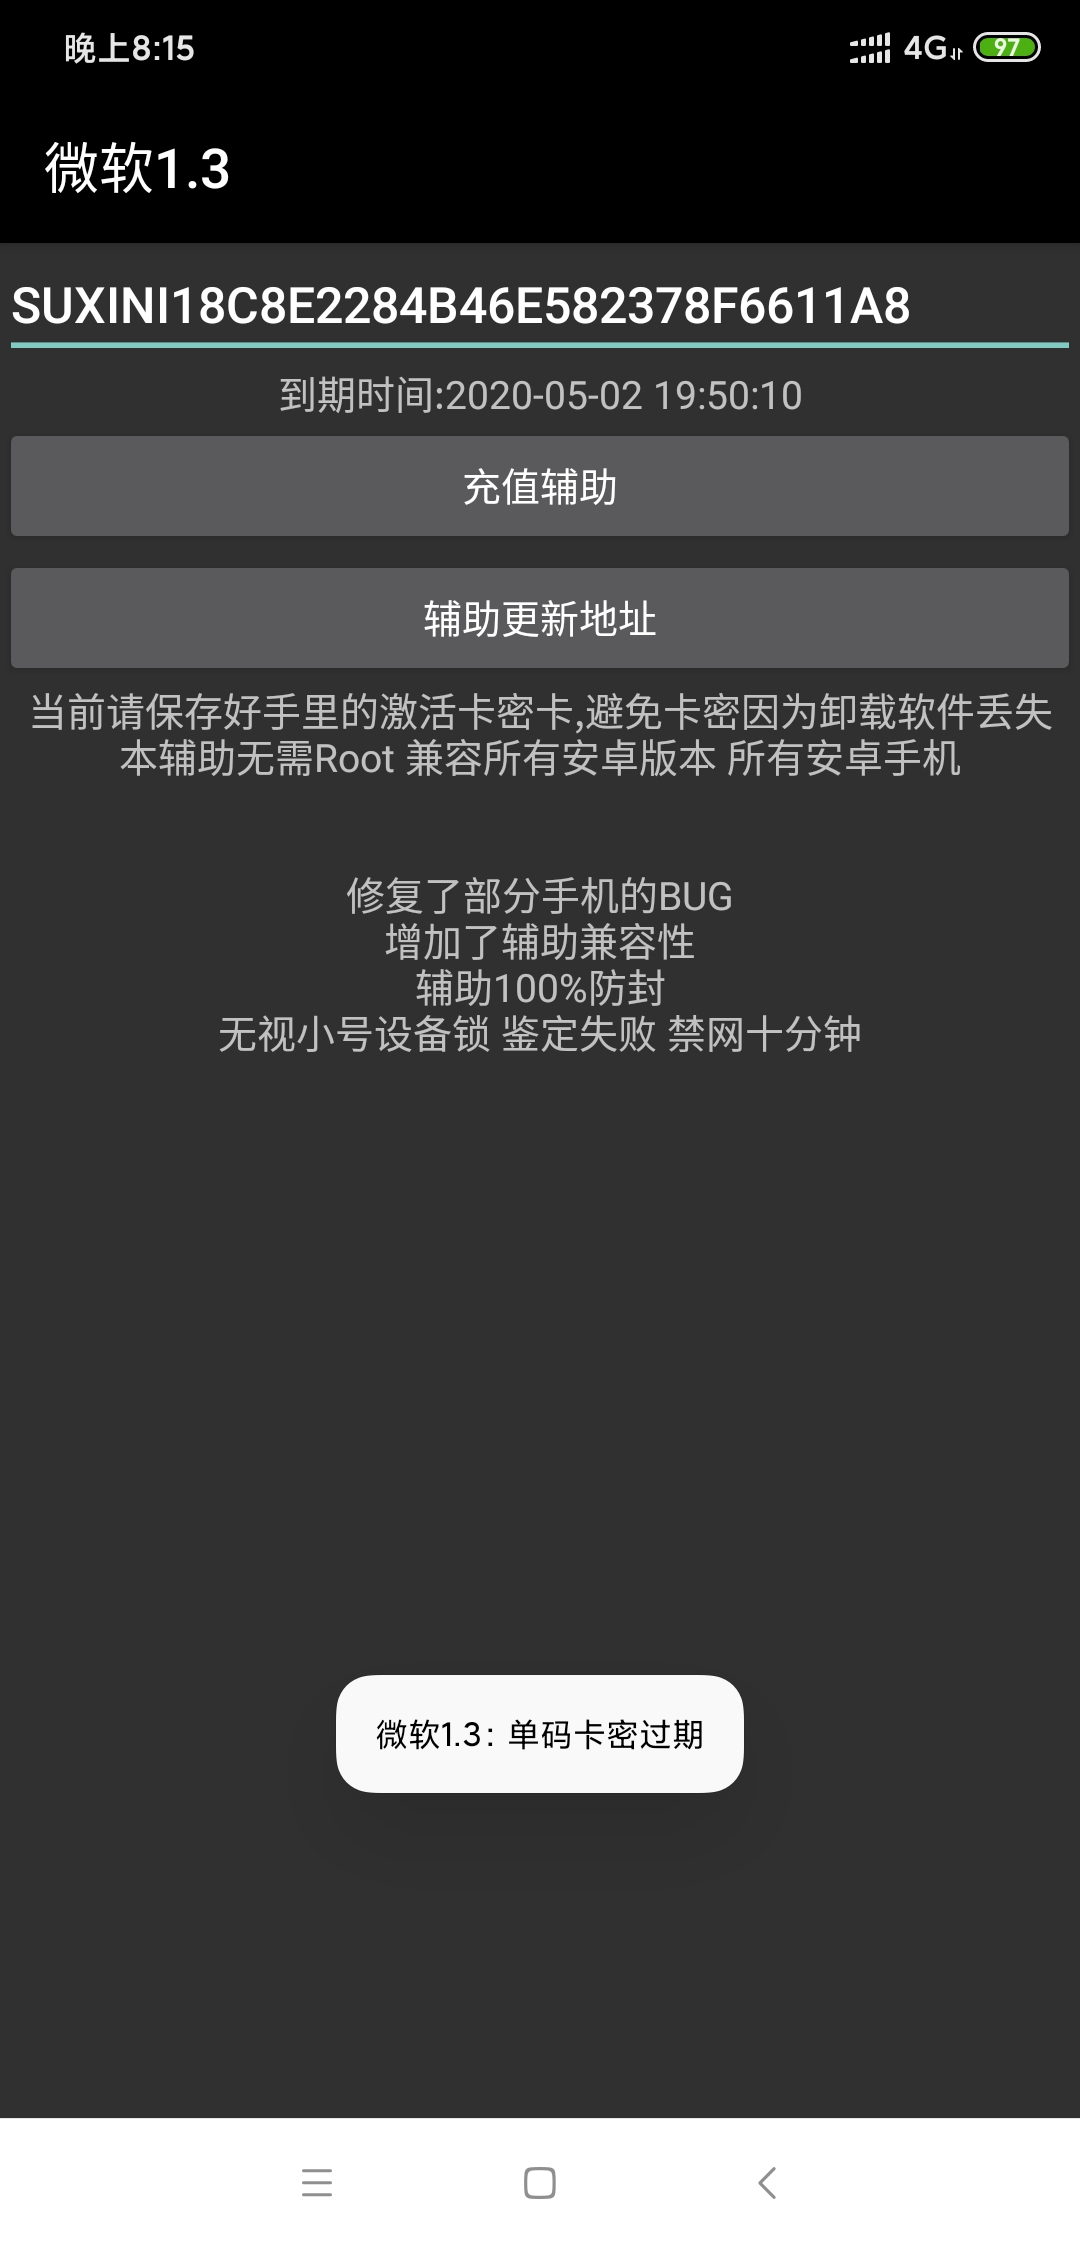 晚上8:15
4G
97
微软1.3
SUXINI18C8E2284B46E582378F6611A8
到期时间:2020-05-02 19:50:10
充值辅助
辅助更新地址
当前请保存好手里的激活卡密卡,避免卡密因为卸载软件丢失
本辅助无需Root 兼容所有安卓版本 所有安卓手机
修复了部分手机的BUG
增加了辅助兼容性
辅助100%防封
无视小号设备锁 鉴定失败 禁网十分钟
微软1.3：单码卡密过期